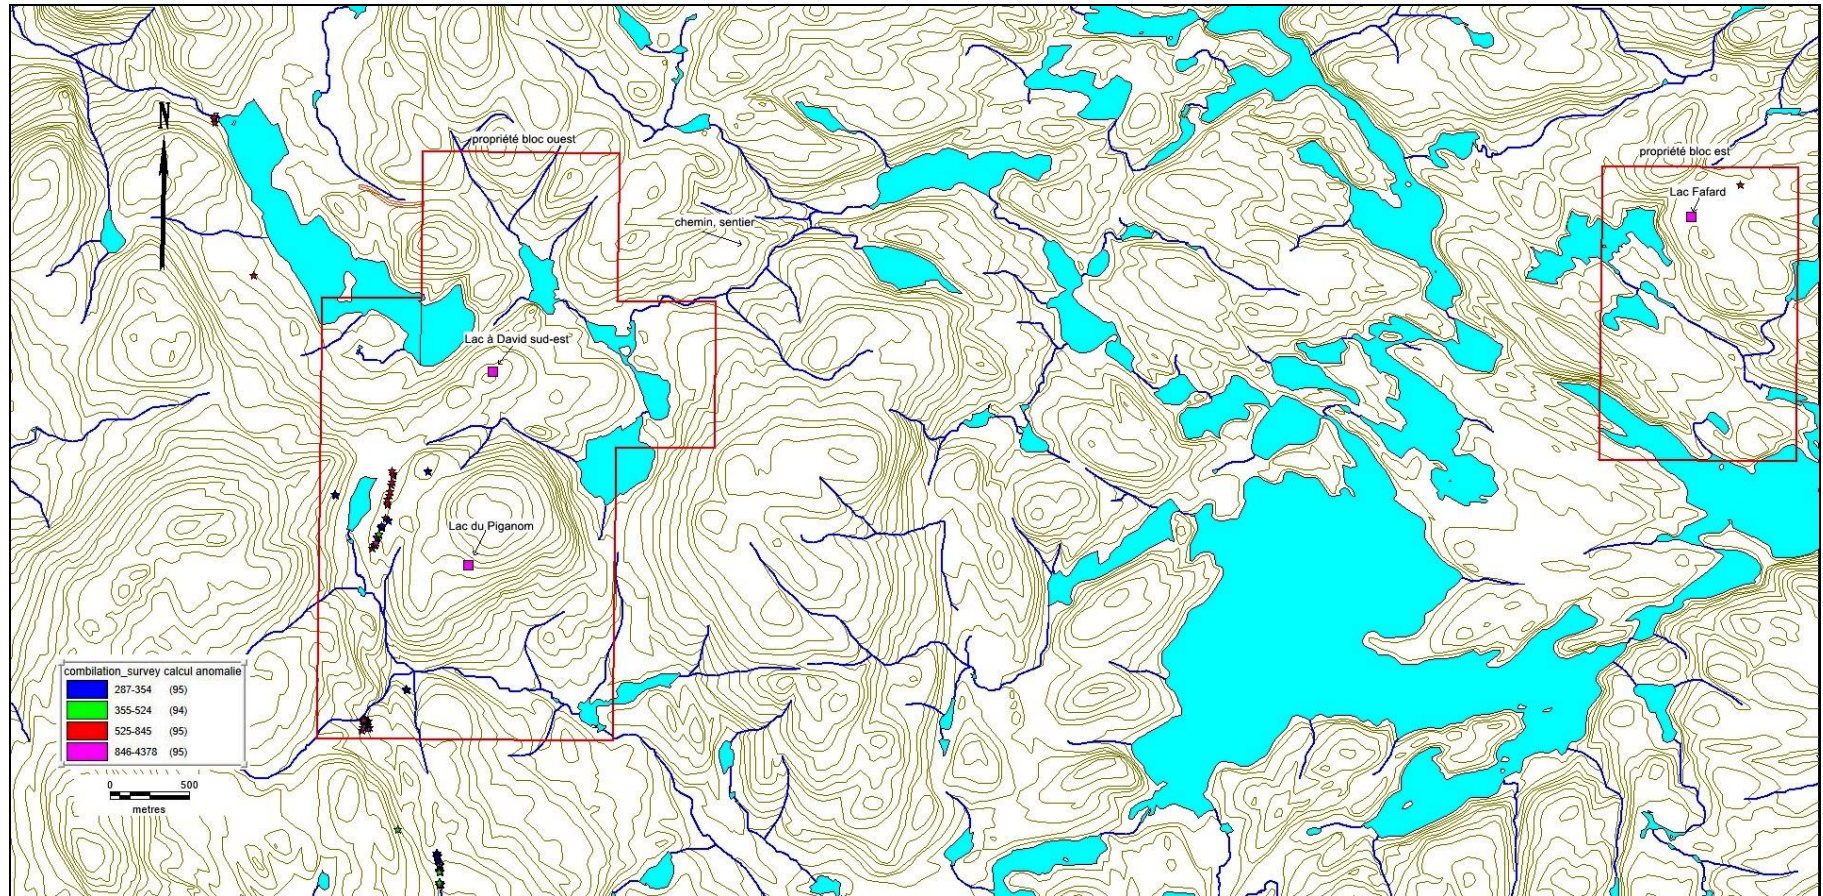 N
propriété bloc ouest
propriété bloc est
Lac Fafard
chemin, sentier
Lac à David sud-est
Lac du Piganom
combilation_survey calcul anomalie
287-354 (95)
355-524 (94)
525-845 (95)
846-4378 (95)
0 500
metres